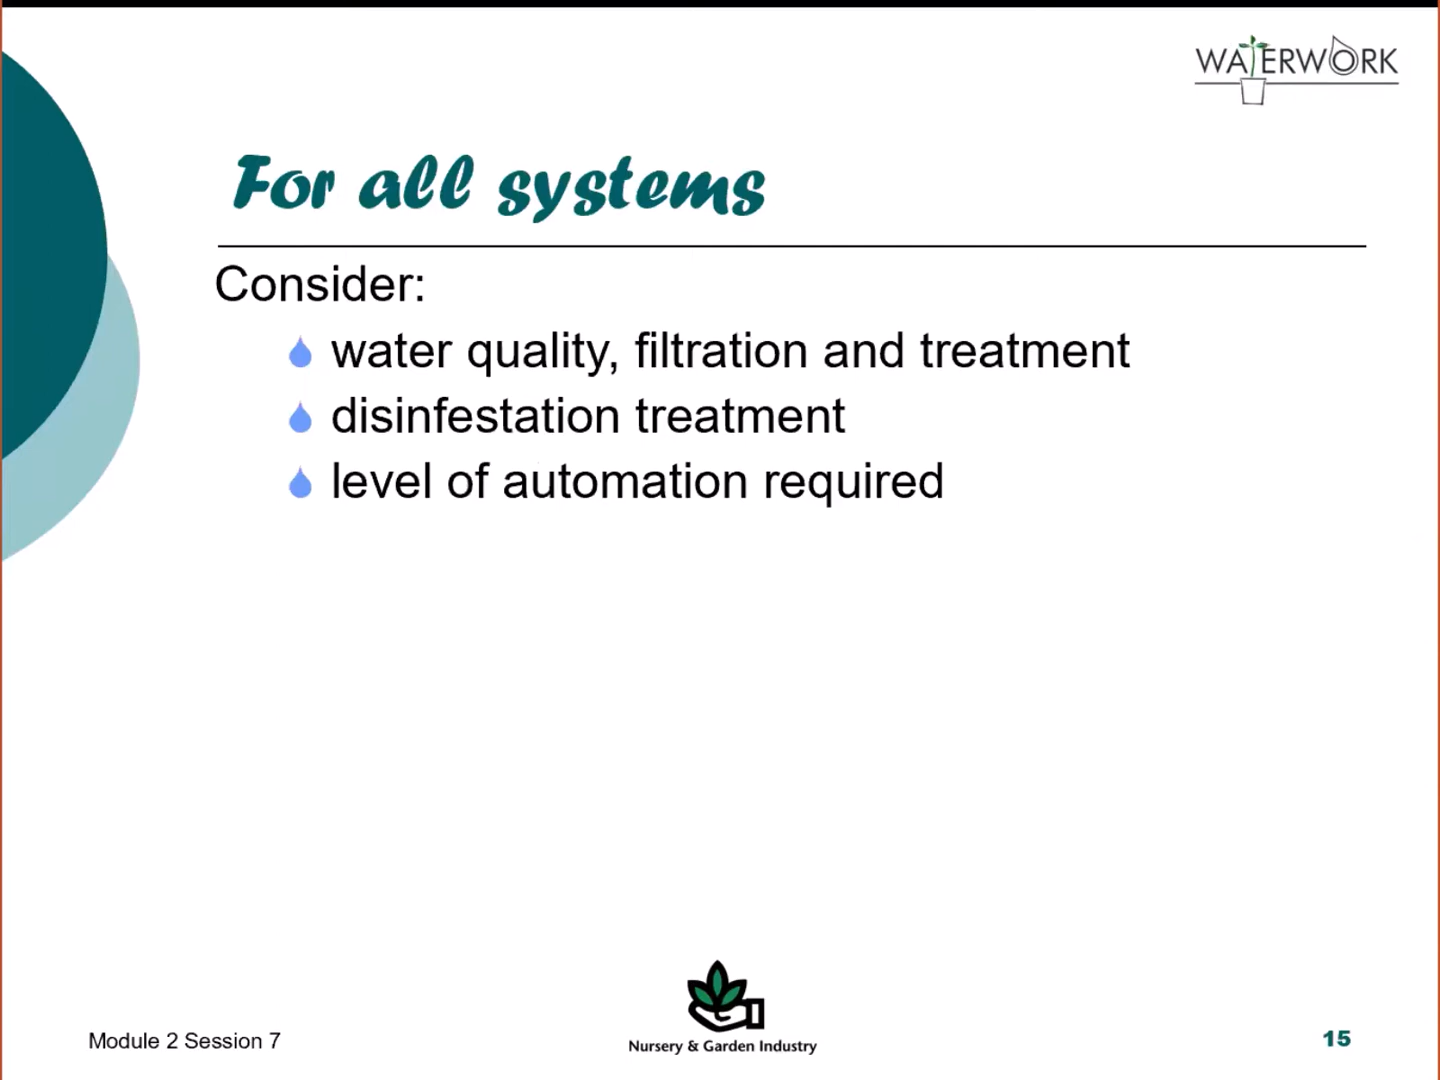 WATERWORK
For all systems
Consider:
water quality, filtration and treatment
disinfestation treatment
level of automation required
Nursery & Garden Industry
Module 2 Session 7
15